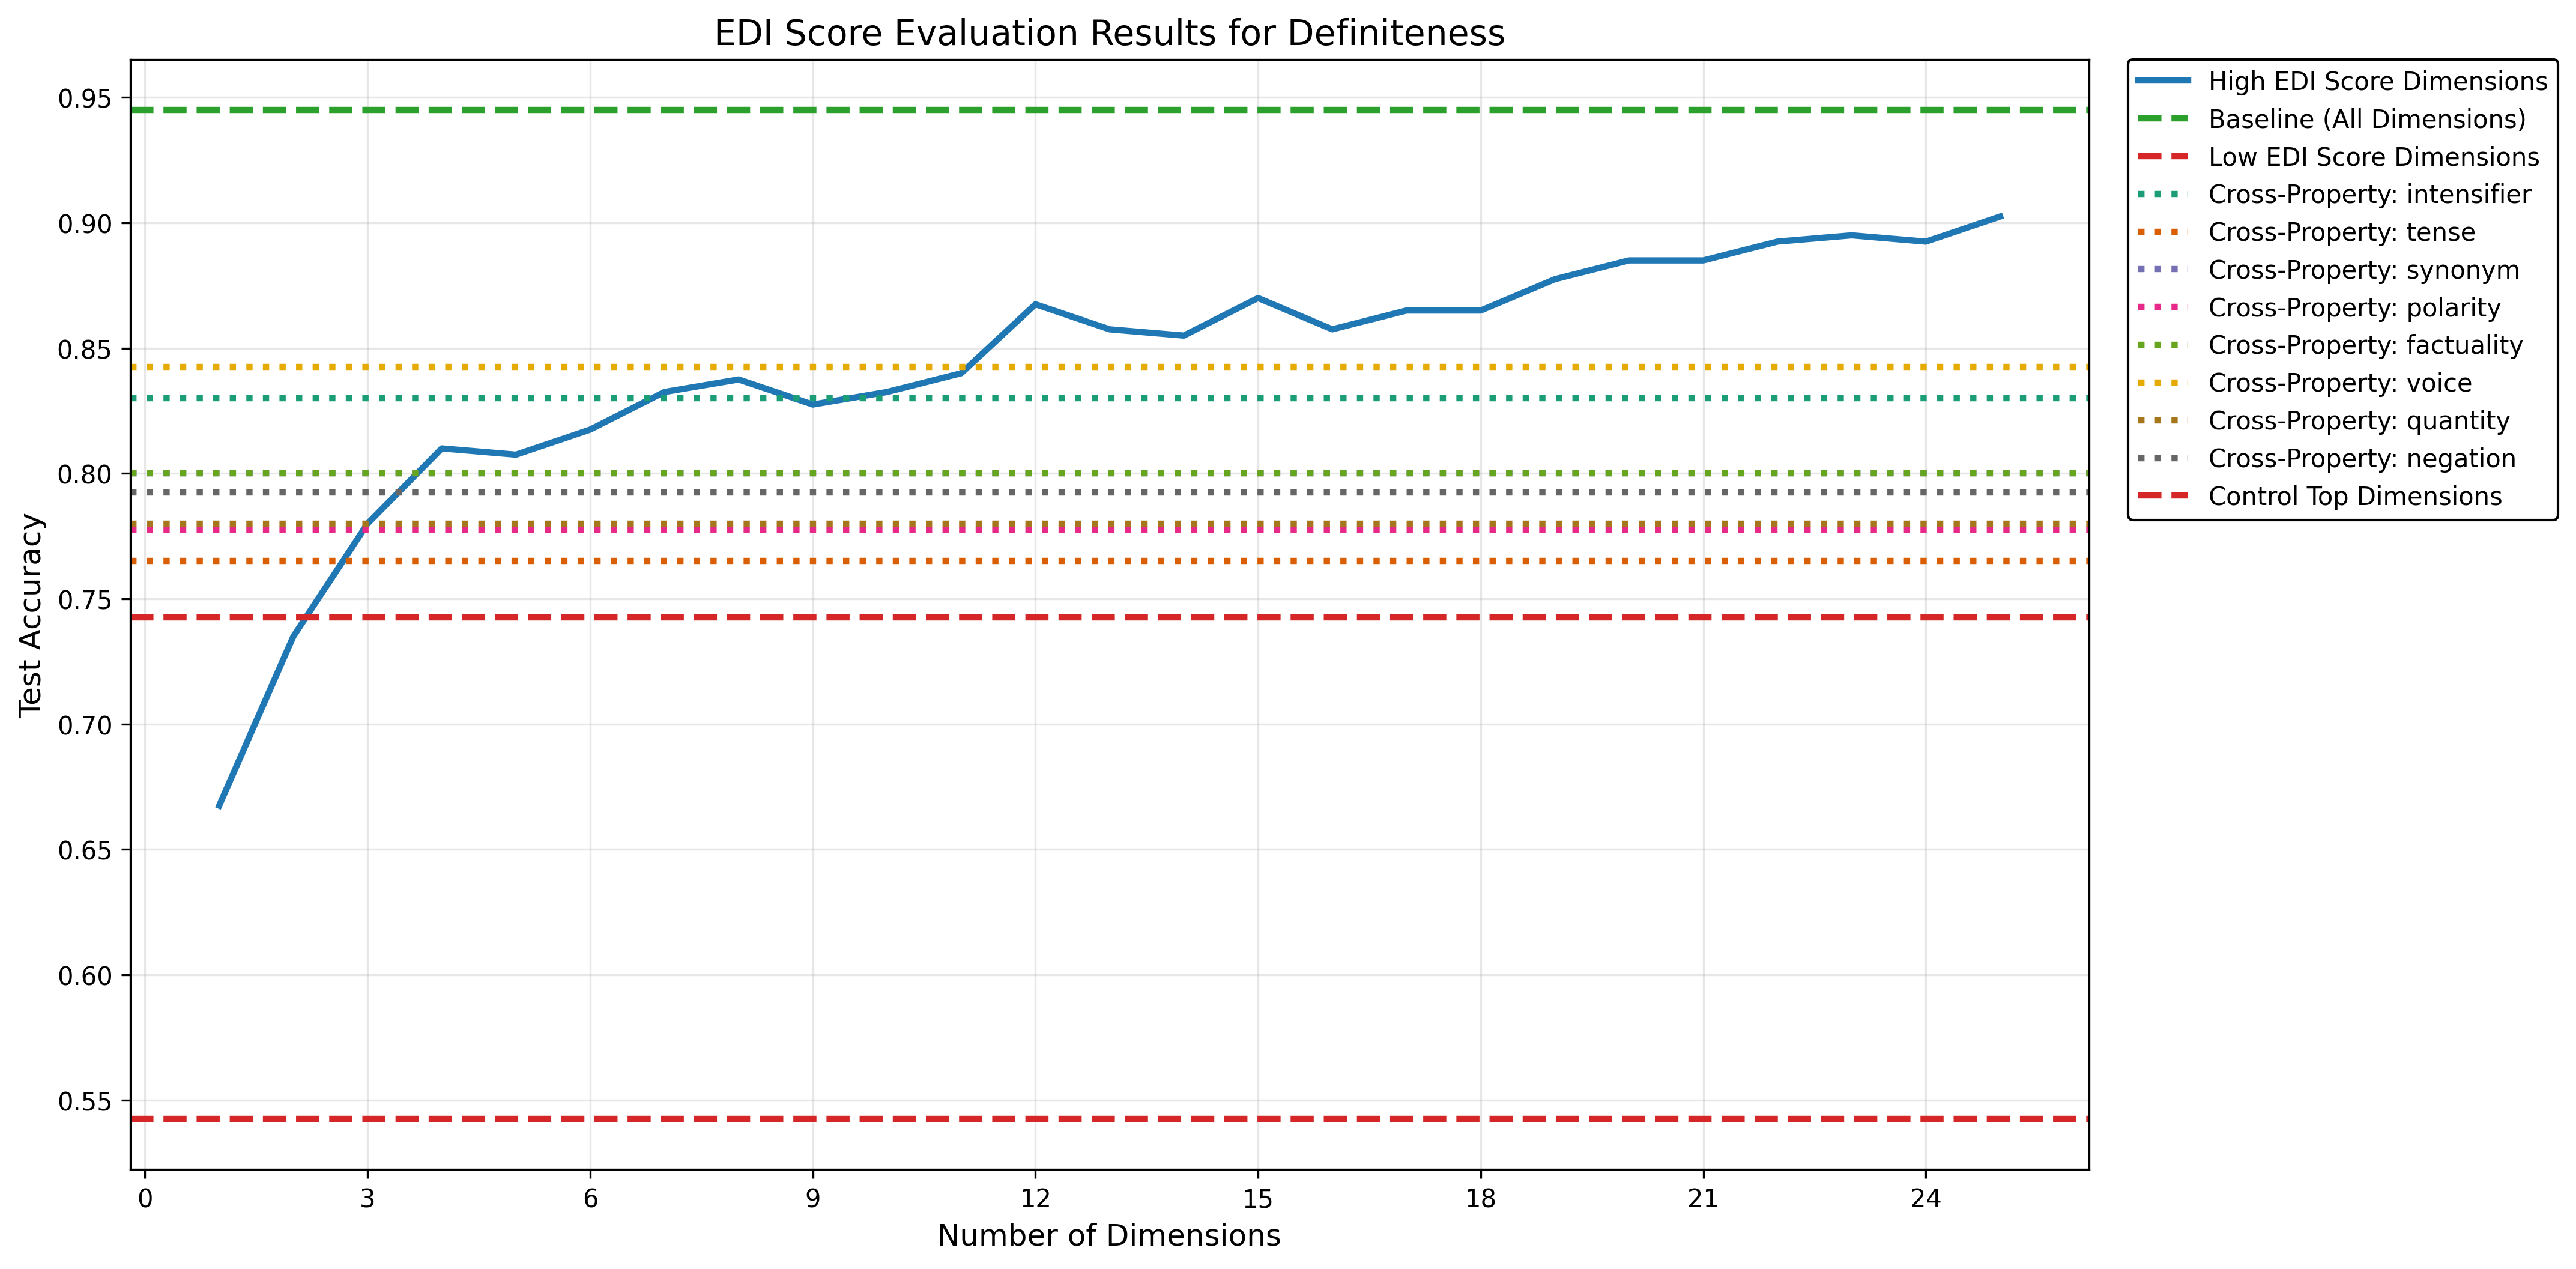 EDI Score Evaluation Results for Definiteness
0.95
0.90
0.85
0.80
0.75
0.70
0.65
0.60
0.55
Test Accuracy
0 3 6 9 12 15 18 21 24
Number of Dimensions
High EDI Score Dimensions
Baseline (All Dimensions)
Low EDI Score Dimensions
Cross-Property: intensifier
Cross-Property: tense
Cross-Property: synonym
Cross-Property: polarity
Cross-Property: factuality
Cross-Property: voice
Cross-Property: quantity
Cross-Property: negation
Control Top Dimensions